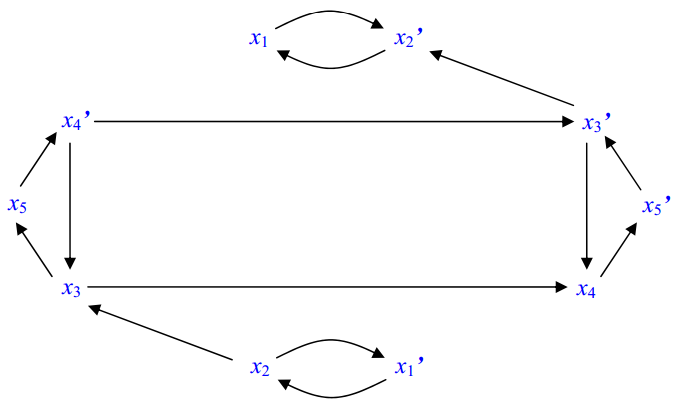 x₁ x₂’
x₄’ x₃’
x₅ x₅’
x₃ x₄
x₂ x₁’